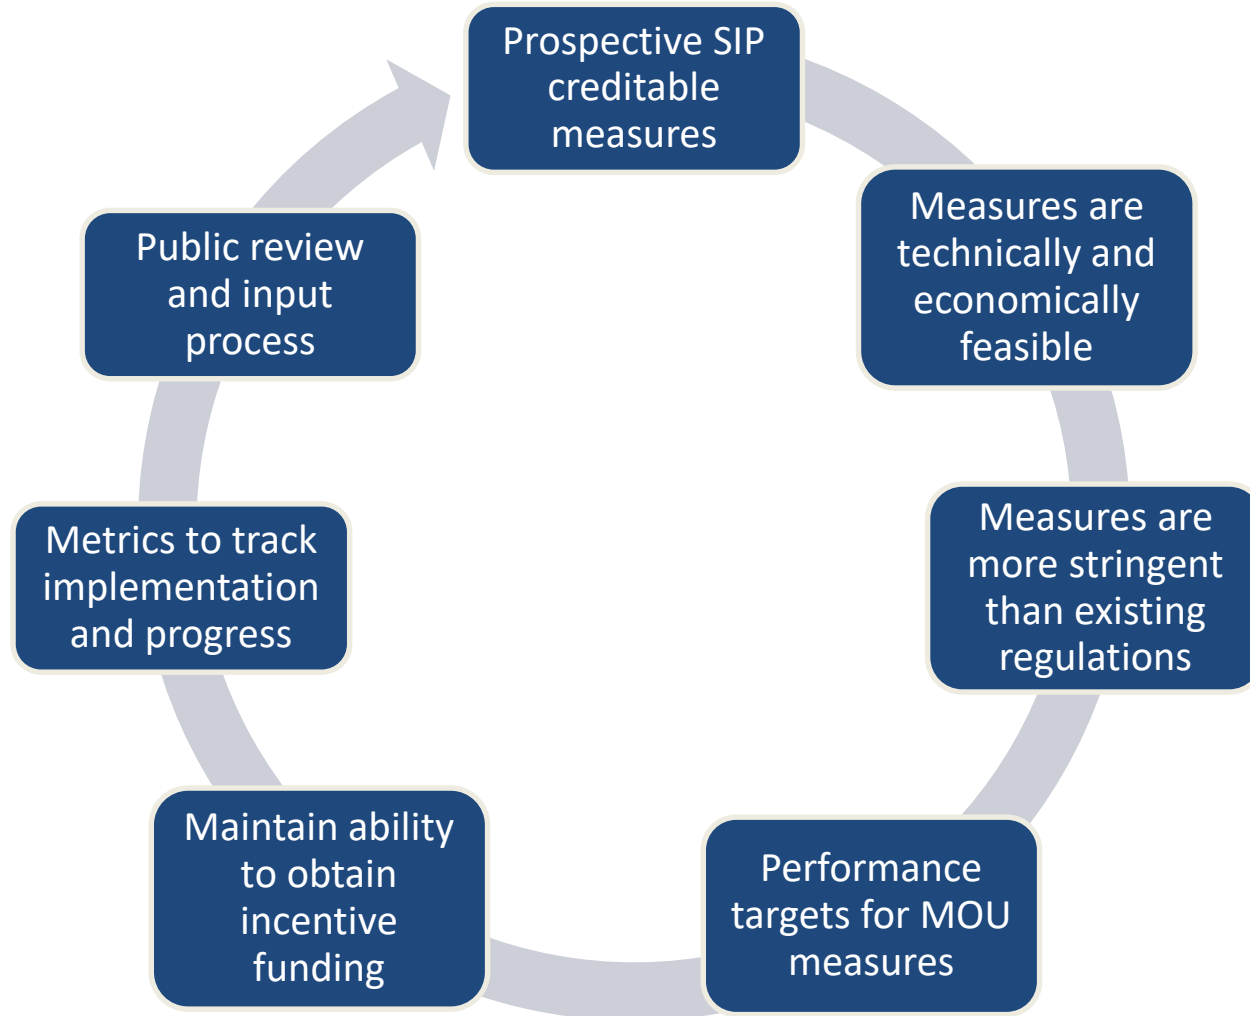 Prospective SIP
creditable
measures
Measures are
technically and
economically
feasible
Measures are
more stringent
than existing
regulations
Performance
targets for MOU
measures
Maintain ability
to obtain
incentive
funding
Metrics to track
implementation
and progress
Public review
and input
process